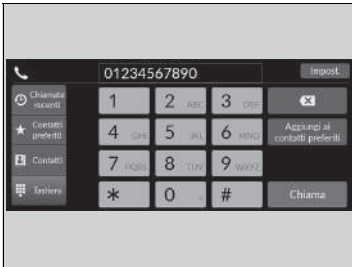 01234567890
Impost.
Chiamate
recenti
1
2 ABC
3 DEF
Contatti
preferiti
4 GHI
5 JKL
6 MNO
Aggiungi ai
contatti preferiti
Contatti
7 PQRS
8 TUV
9 WXYZ
Tastiera
*
0 +
#
Chiama